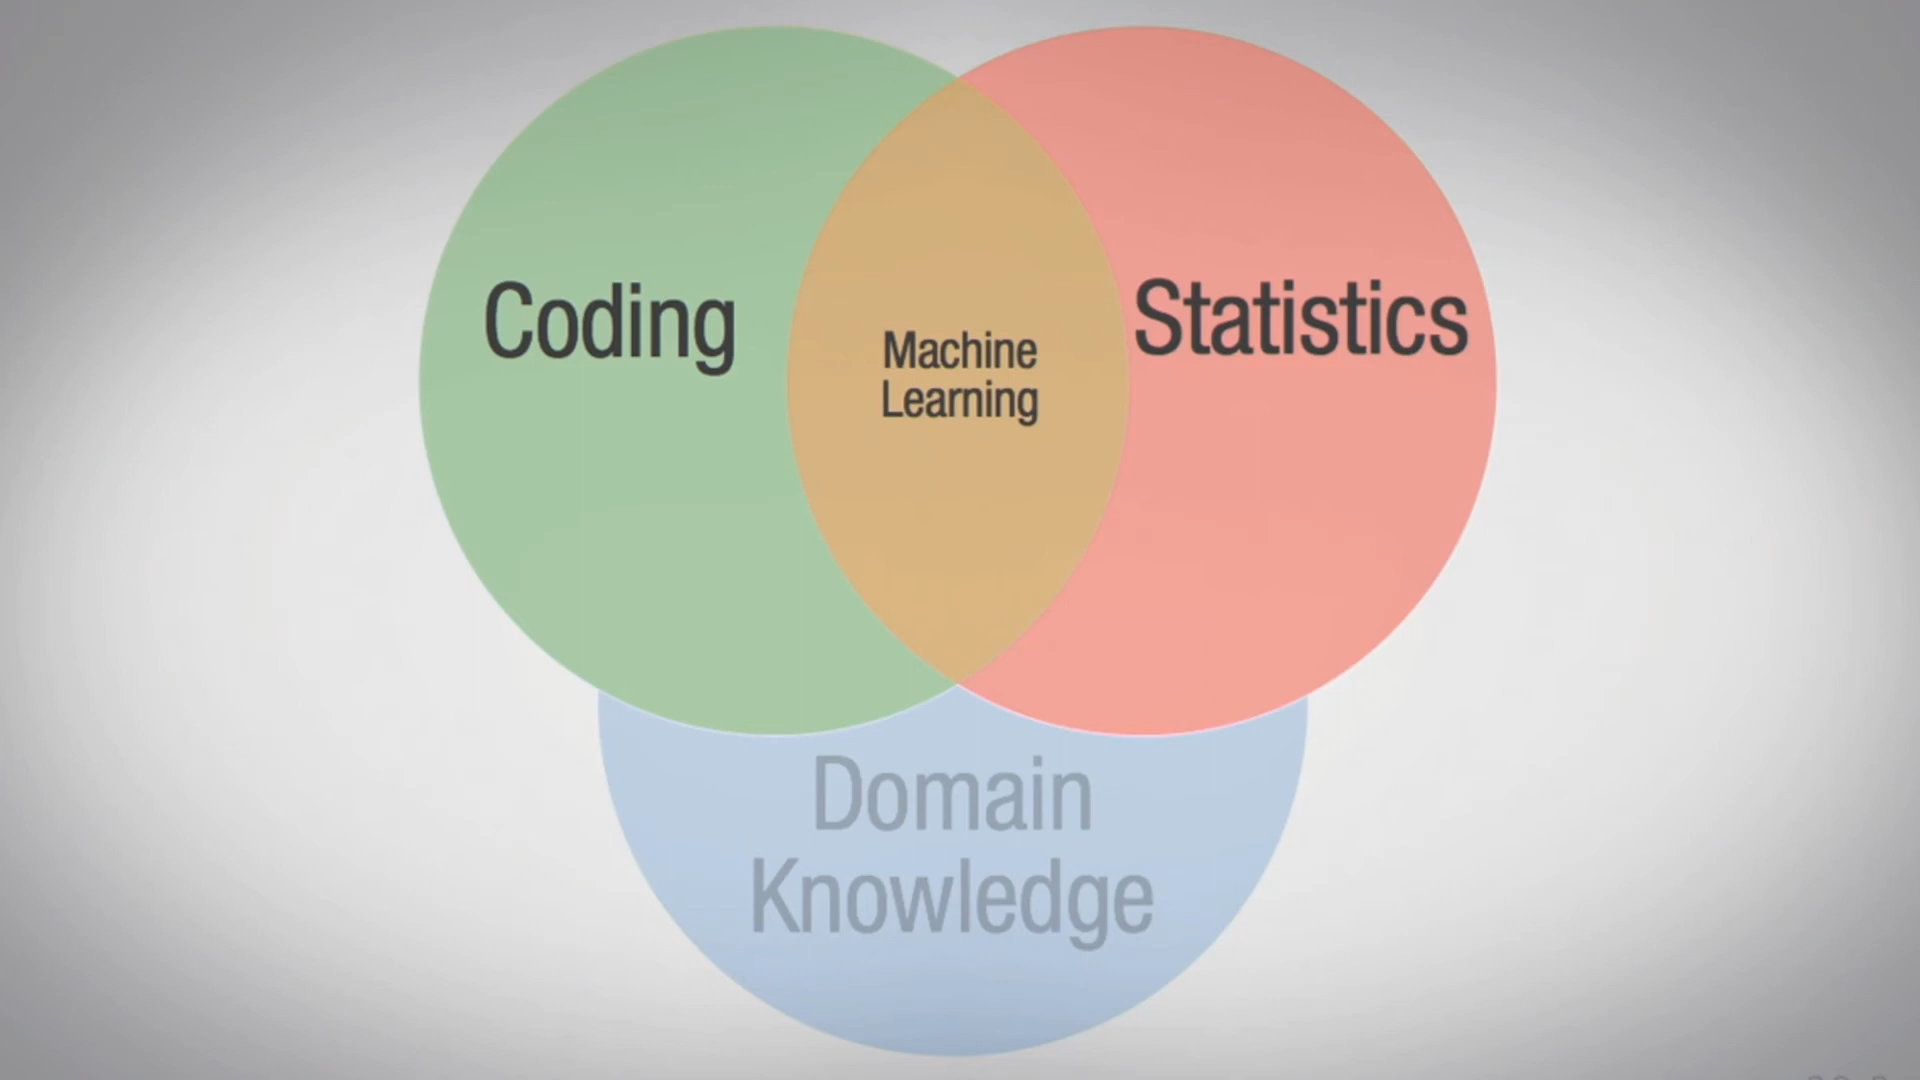 Coding
Statistics
Machine
Learning
Domain
Knowledge